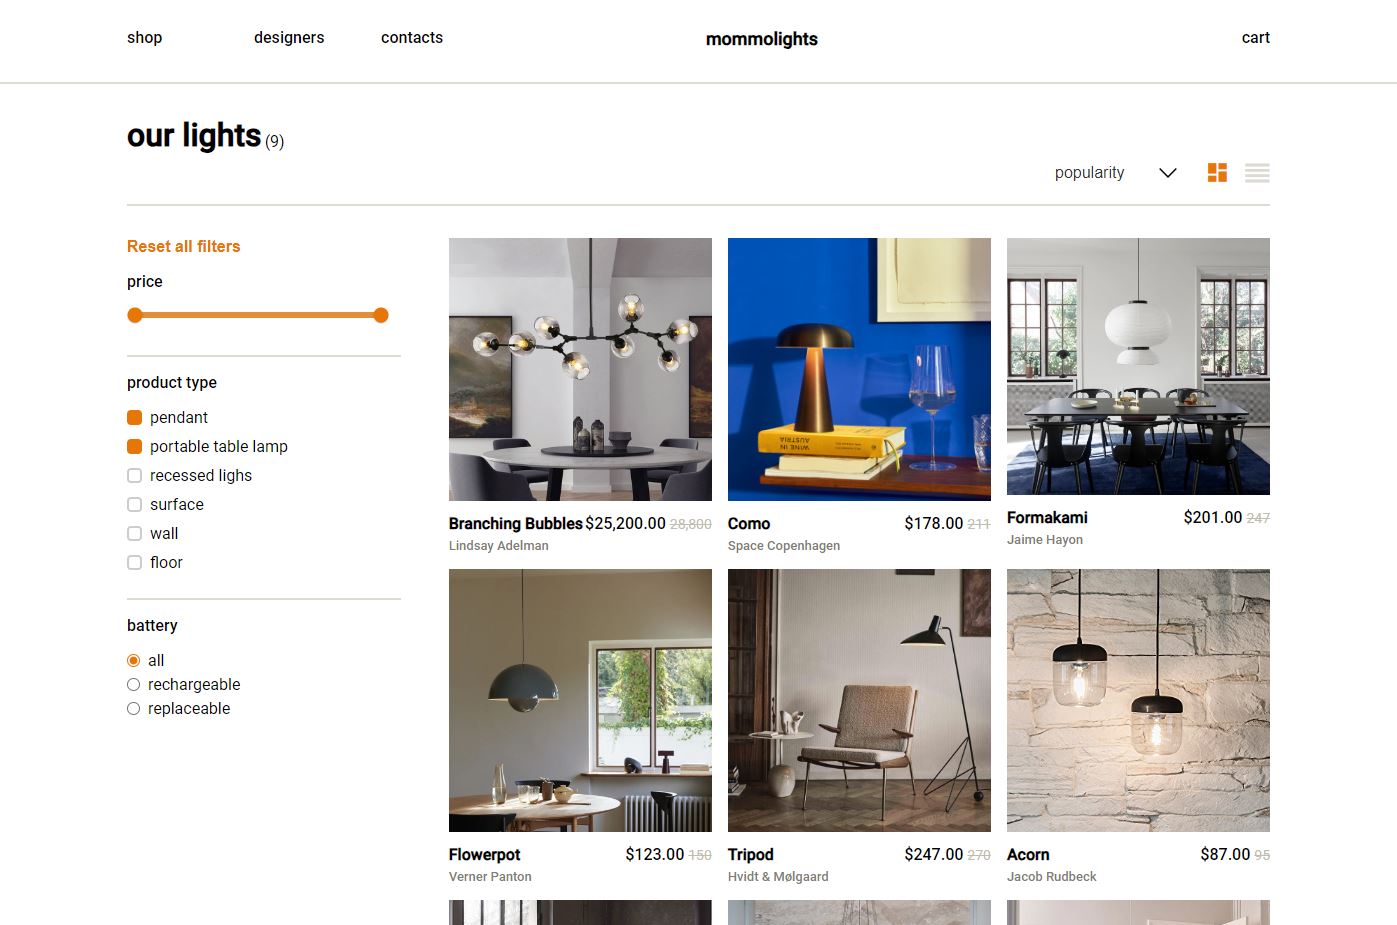 shop designers contacts mommolights cart
our lights (9)
popularity
Reset all filters
price
product type
pendant
portable table lamp
recessed lighs
surface
wall
floor
battery
all
rechargeable
replaceable
WINE IN
AUSTRIA
Branching Bubbles $25,200.00 28,800
Lindsay Adelman
Como $178.00 211
Space Copenhagen
Formakami $201.00 247
Jaime Hayon
Flowerpot $123.00 150
Verner Panton
Tripod $247.00 270
Hvidt & Mølgaard
Acorn $87.00 95
Jacob Rudbeck